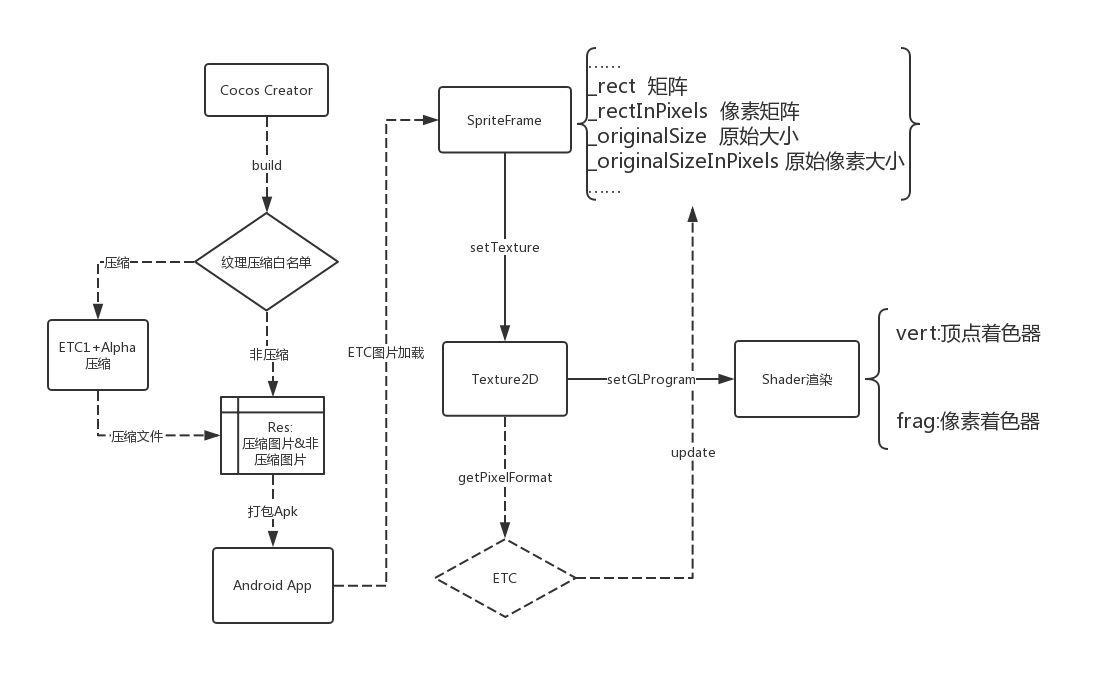 Cocos Creator
build
纹理压缩白名单
压缩
ETC1+Alpha
压缩
非压缩
压缩文件
Res:
压缩图片&非
压缩图片
打包Apk
Android App
ETC图片加载
SpriteFrame
……
_rect 矩阵
_rectInPixels 像素矩阵
_originalSize 原始大小
_originalSizeInPixels 原始像素大小
……
setTexture
Texture2D
setGLProgram
Shader渲染
vert:顶点着色器
frag:像素着色器
getPixelFormat
ETC
update